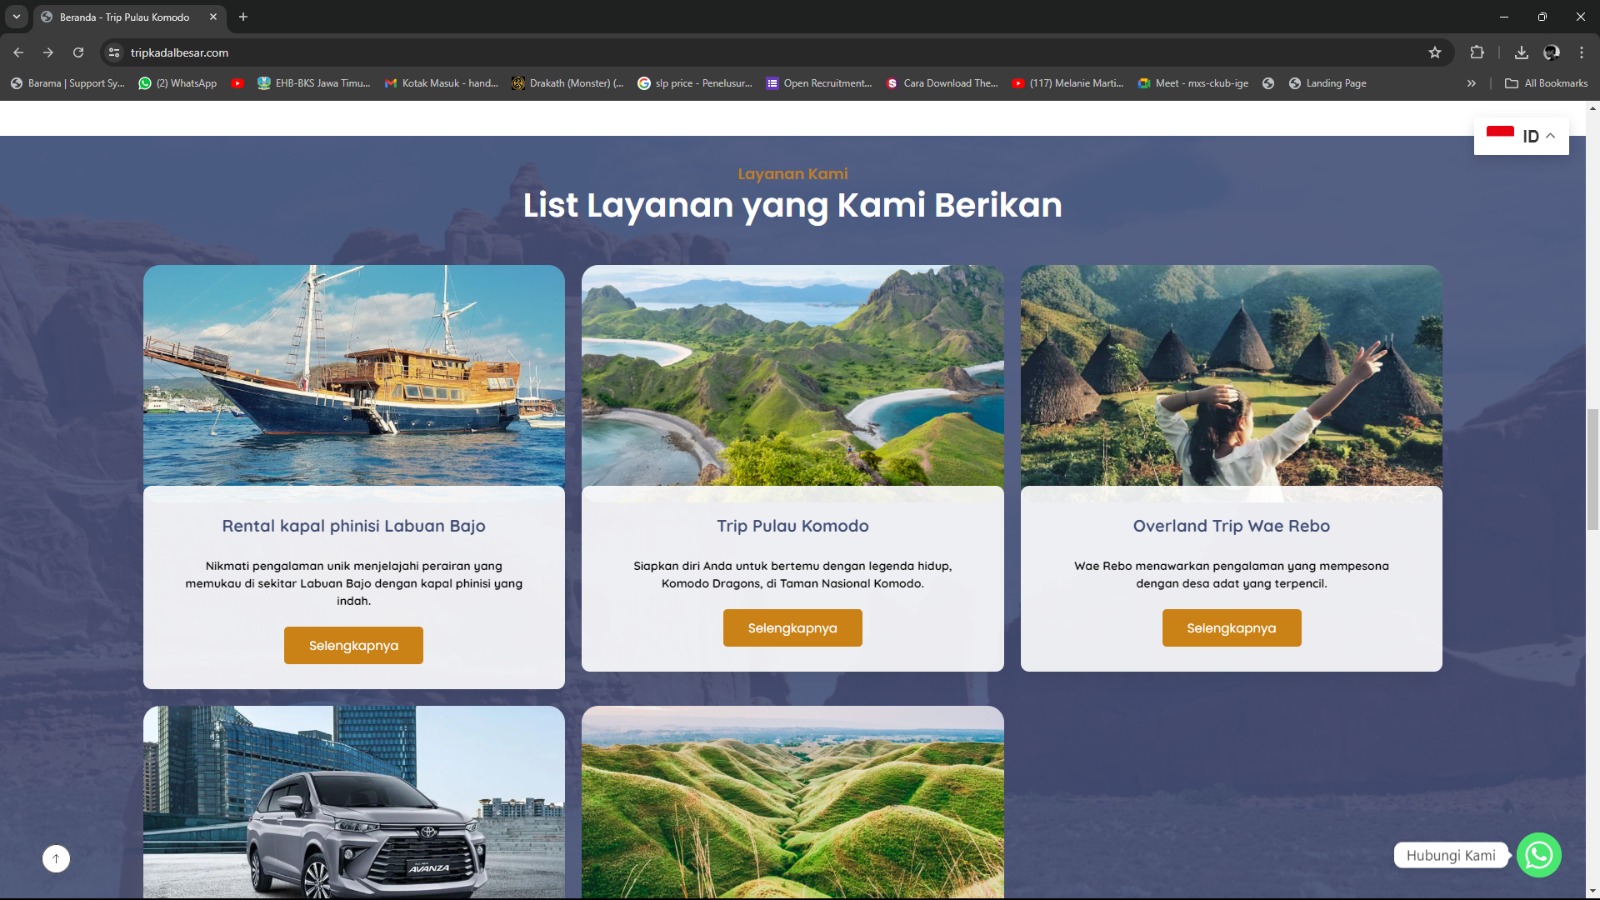 Beranda - Trip Pulau Komodo
tripkadalbesar.com
Barama | Support Sy... (2) WhatsApp EHB-BKS Jawa Timu... Kotak Masuk - hand... Drakath (Monster) (... slp price - Penelusur... Open Recruitment... Cara Download The... (117) Melanie Marti... Meet - mxs-ckub-ige Landing Page » All Bookmarks
ID
Layanan Kami
List Layanan yang Kami Berikan
Rental kapal phinisi Labuan Bajo
Nikmati pengalaman unik menjelajahi perairan yang
memukau di sekitar Labuan Bajo dengan kapal phinisi yang
indah.
Selengkapnya
Trip Pulau Komodo
Siapkan diri Anda untuk bertemu dengan legenda hidup,
Komodo Dragons, di Taman Nasional Komodo.
Selengkapnya
Overland Trip Wae Rebo
Wae Rebo menawarkan pengalaman yang mempesona
dengan desa adat yang terpencil.
Selengkapnya
AVANZA
Hubungi Kami